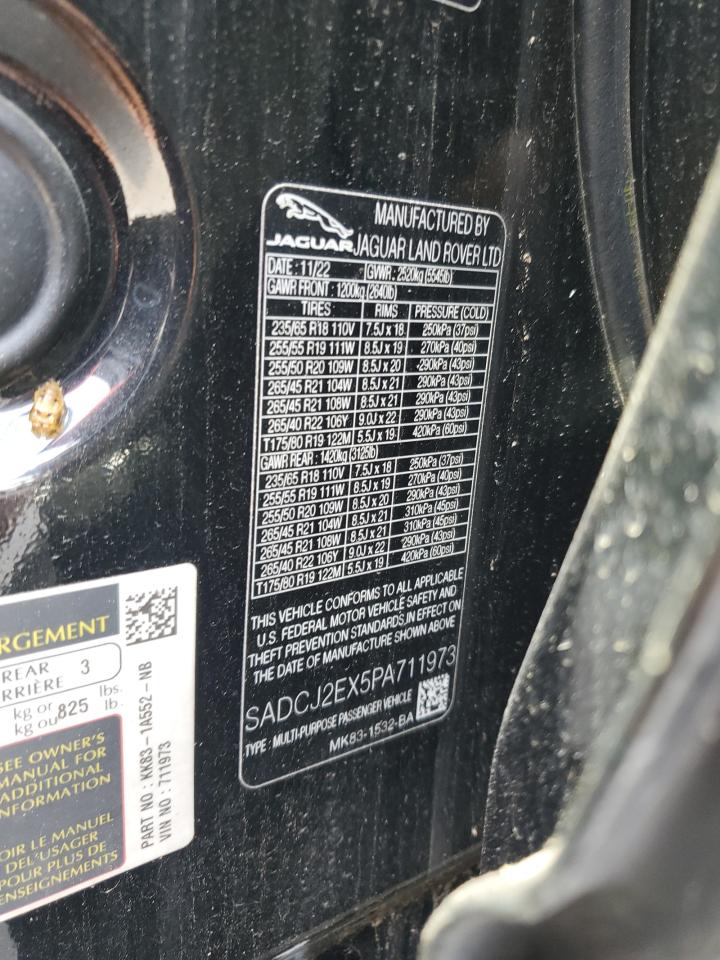 JAGUAR
MANUFACTURED BY
JAGUAR LAND ROVER LTD
DATE : 11/22 GVWR : 2520kg (5545lb)
GAWR FRONT : 1200kg (2640lb)
TIRES RIMS PRESSURE (COLD)
235/65 R18 110V 7.5J x 18 250kPa (37psi)
255/55 R19 111W 8.5J x 19 270kPa (40psi)
255/50 R20 109W 8.5J x 20 290kPa (43psi)
265/45 R21 104W 8.5J x 21 290kPa (43psi)
265/45 R21 108W 8.5J x 21 290kPa (43psi)
265/40 R22 106Y 9.0J x 22 290kPa (43psi)
T175/80 R19 122M 5.5J x 19 420kPa (60psi)
GAWR REAR : 1420kg (3125lb)
235/65 R18 110V 7.5J x 18 250kPa (37psi)
255/55 R19 111W 8.5J x 19 270kPa (40psi)
255/50 R20 109W 8.5J x 20 290kPa (43psi)
265/45 R21 104W 8.5J x 21 310kPa (45psi)
265/45 R21 108W 8.5J x 21 310kPa (45psi)
265/40 R22 106Y 9.0J x 22 290kPa (43psi)
T175/80 R19 122M 5.5J x 19 420kPa (60psi)
THIS VEHICLE CONFORMS TO ALL APPLICABLE
U.S. FEDERAL MOTOR VEHICLE SAFETY AND
THEFT PREVENTION STANDARDS, IN EFFECT ON
THE DATE OF MANUFACTURE SHOWN ABOVE
SADCJ2EX5PA711973
TYPE : MULTI-PURPOSE PASSENGER VEHICLE
MK83-1532-BA
RGEMENT
REAR 3
RRIÈRE
kg or 825 lbs.
kg ou lb.
SEE OWNER'S
MANUAL FOR
ADDITIONAL
INFORMATION
OIR LE MANUEL
DE L'USAGER
POUR PLUS DE
ENSEIGNEMENTS
PART NO : KK83-1A552-NB
VIN NO : 711973